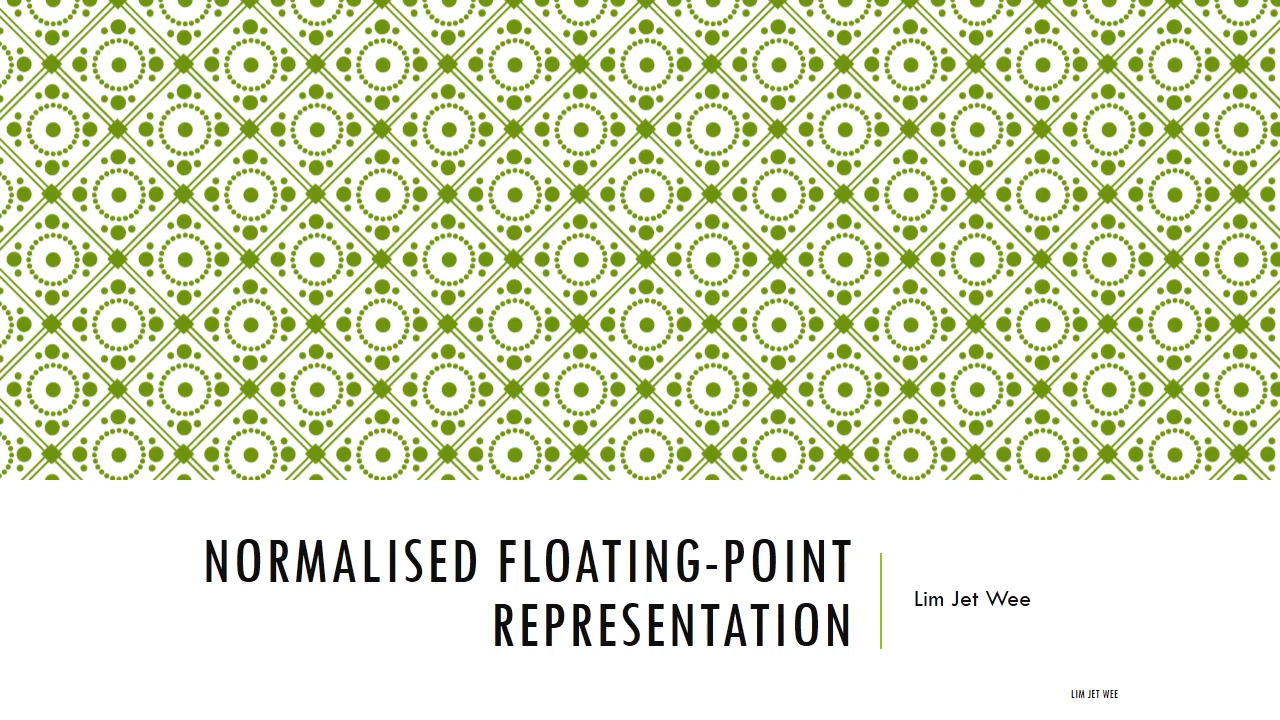 NORMALISED FLOATING-POINT
REPRESENTATION
Lim Jet Wee
LIM JET WEE